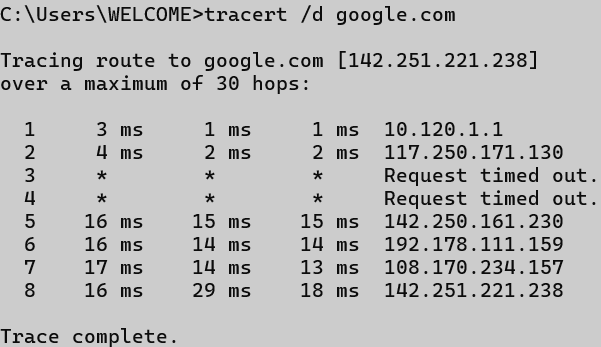 C:\Users\WELCOME>tracert /d google.com
Tracing route to google.com [142.251.221.238]
over a maximum of 30 hops:
1 3 ms 1 ms 1 ms 10.120.1.1
2 4 ms 2 ms 2 ms 117.250.171.130
3 * * * Request timed out.
4 * * * Request timed out.
5 16 ms 15 ms 15 ms 142.250.161.230
6 16 ms 14 ms 14 ms 192.178.111.159
7 17 ms 14 ms 13 ms 108.170.234.157
8 16 ms 29 ms 18 ms 142.251.221.238
Trace complete.